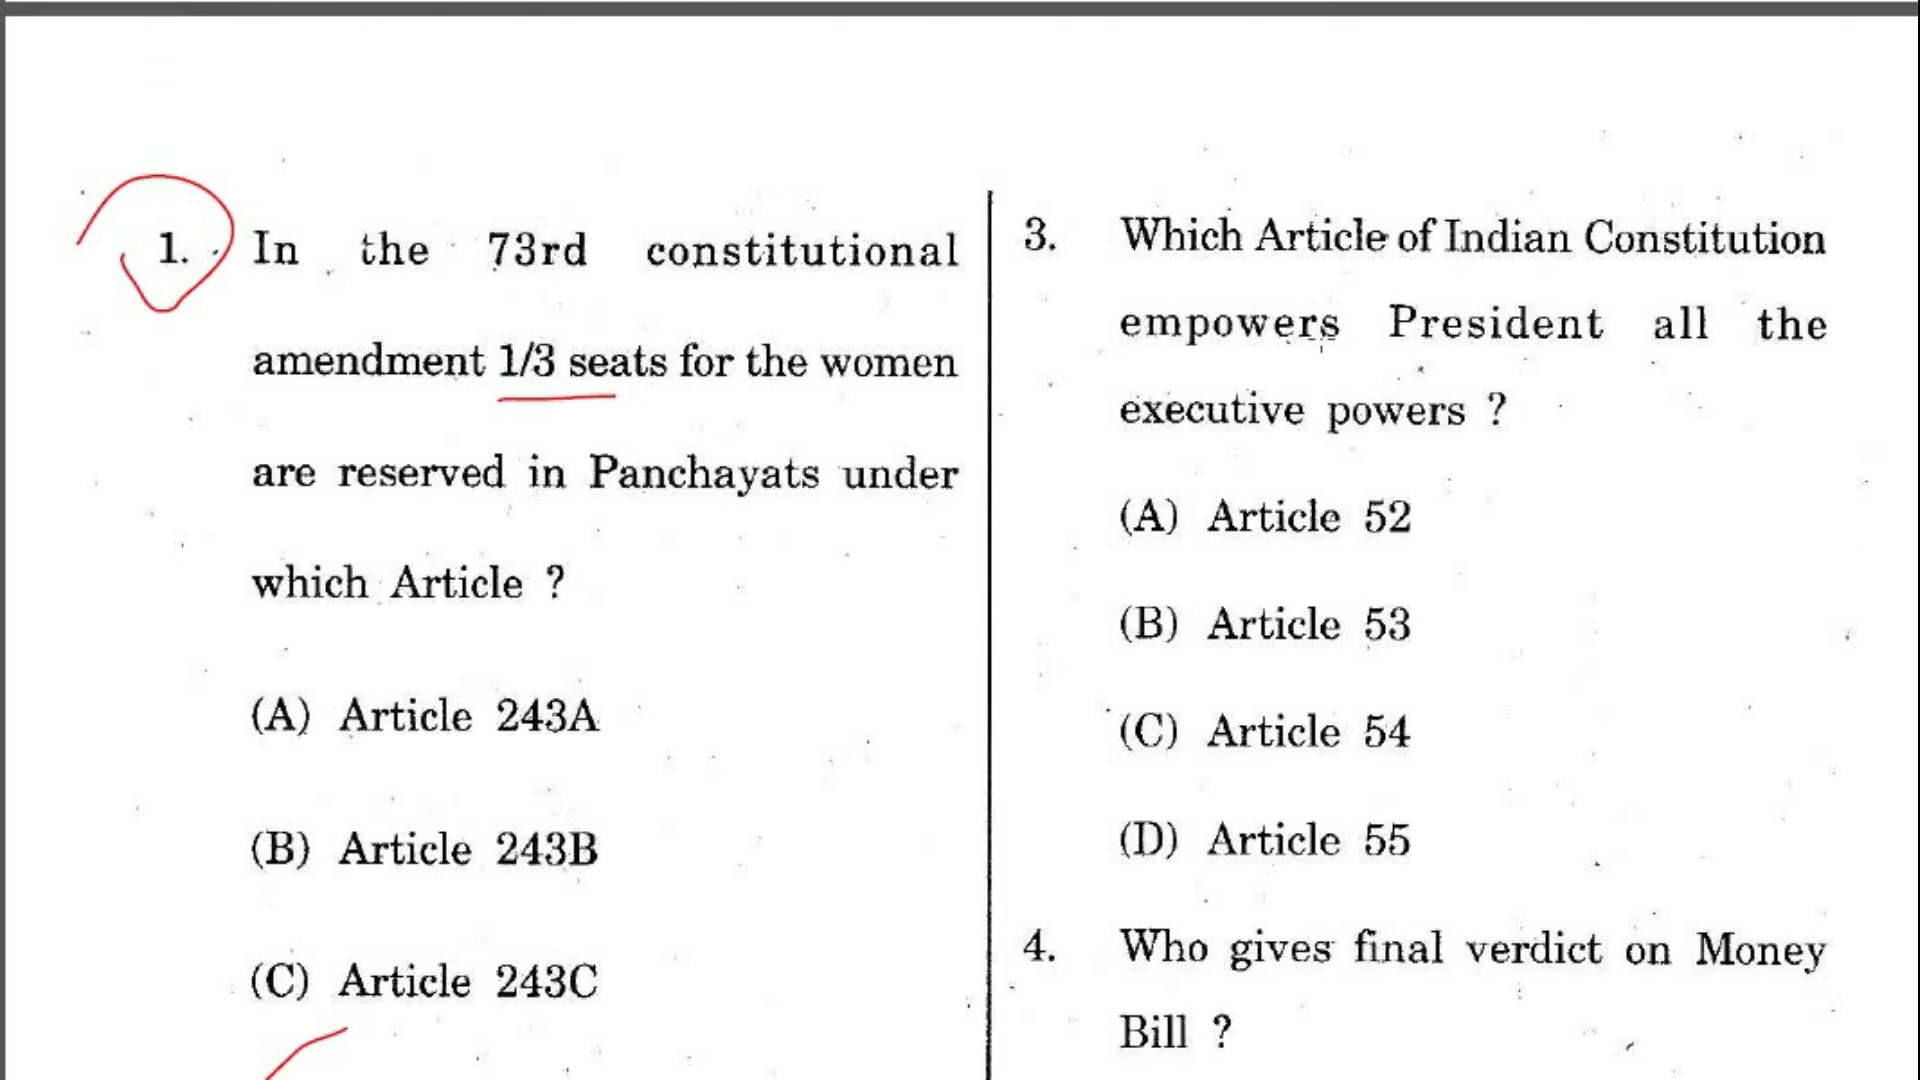 1. In the 73rd constitutional
amendment 1/3 seats for the women
are reserved in Panchayats under
which Article ?
(A) Article 243A
(B) Article 243B
(C) Article 243C
3. Which Article of Indian Constitution
empowers President all the
executive powers ?
(A) Article 52
(B) Article 53
(C) Article 54
(D) Article 55
4. Who gives final verdict on Money
Bill ?